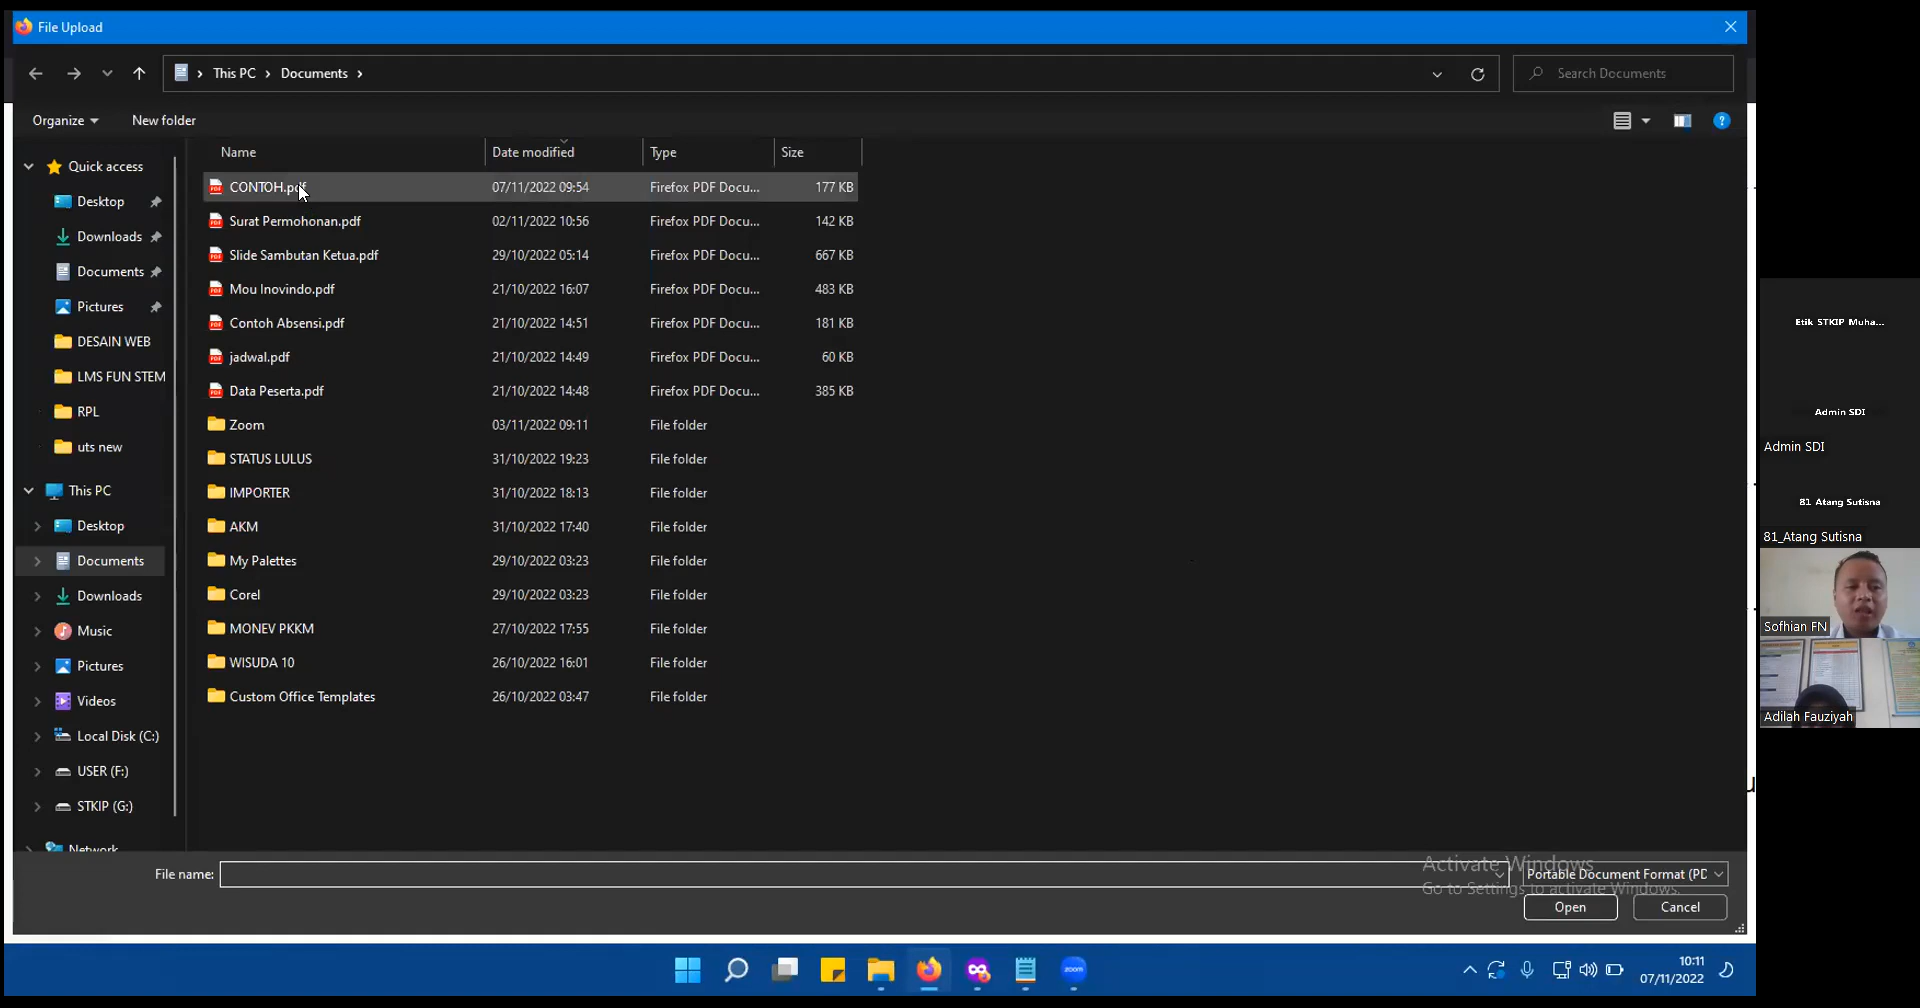 File Upload
This PC > Documents >
Search Documents
Organize
New folder
Name Date modified Type Size
CONTOH.pdf 07/11/2022 09:54 Firefox PDF Docu... 177 KB
Surat Permohonan.pdf 02/11/2022 10:56 Firefox PDF Docu... 142 KB
Slide Sambutan Ketua.pdf 29/10/2022 05:14 Firefox PDF Docu... 667 KB
Mou Inovindo.pdf 21/10/2022 16:07 Firefox PDF Docu... 483 KB
Contoh Absensi.pdf 21/10/2022 14:51 Firefox PDF Docu... 181 KB
jadwal.pdf 21/10/2022 14:49 Firefox PDF Docu... 60 KB
Data Peserta.pdf 21/10/2022 14:48 Firefox PDF Docu... 385 KB
Zoom 03/11/2022 09:11 File folder
STATUS LULUS 31/10/2022 19:23 File folder
IMPORTER 31/10/2022 18:13 File folder
AKM 31/10/2022 17:40 File folder
My Palettes 29/10/2022 03:23 File folder
Corel 29/10/2022 03:23 File folder
MONEV PKKM 27/10/2022 17:55 File folder
WISUDA 10 26/10/2022 16:01 File folder
Custom Office Templates 26/10/2022 03:47 File folder
Quick access
Desktop
Downloads
Documents
Pictures
DESAIN WEB
LMS FUN STEM
RPL
uts new
This PC
Desktop
Documents
Downloads
Music
Pictures
Videos
Local Disk (C:)
USER (F:)
STKIP (G:)
Network
File name:
Portable Document Format (PD
Activate Windows
Go to Settings to activate Windows.
Open
Cancel
Etik STKIP Muha...
Admin SDI
Admin SDI
81 Atang Sutisna
81_Atang Sutisna
Sofhian FN
Adilah Fauziyah
zoom
10:11
07/11/2022